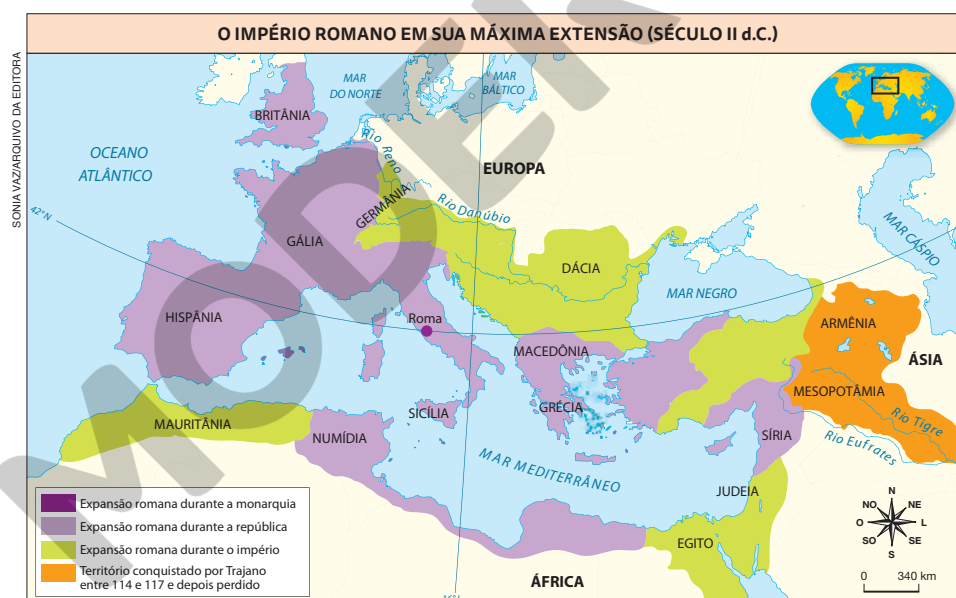 O IMPÉRIO ROMANO EM SUA MÁXIMA EXTENSÃO (SÉCULO II d.C.)
SONIA VAZ/ARQUIVO DA EDITORA
MAR
DO NORTE
MAR
BÁLTICO
BRITÂNIA
OCEANO
ATLÂNTICO
Rio Reno
EUROPA
GERMÂNIA
Rio Danúbio
42°N
GÁLIA
MAR CÁSPIO
DÁCIA
MAR NEGRO
HISPÂNIA
Roma
ARMÊNIA
MACEDÔNIA
ÁSIA
MESOPOTÂMIA
GRÉCIA
SICÍLIA
MAURITÂNIA
NUMÍDIA
Rio Tigre
SÍRIA
Rio Eufrates
MAR MEDITERRÂNEO
JUDEIA
EGITO
ÁFRICA
Expansão romana durante a monarquia
Expansão romana durante a república
Expansão romana durante o império
Território conquistado por Trajano
entre 114 e 117 e depois perdido
N
NO
NE
O
L
SO
SE
S
0 340 km
MODER